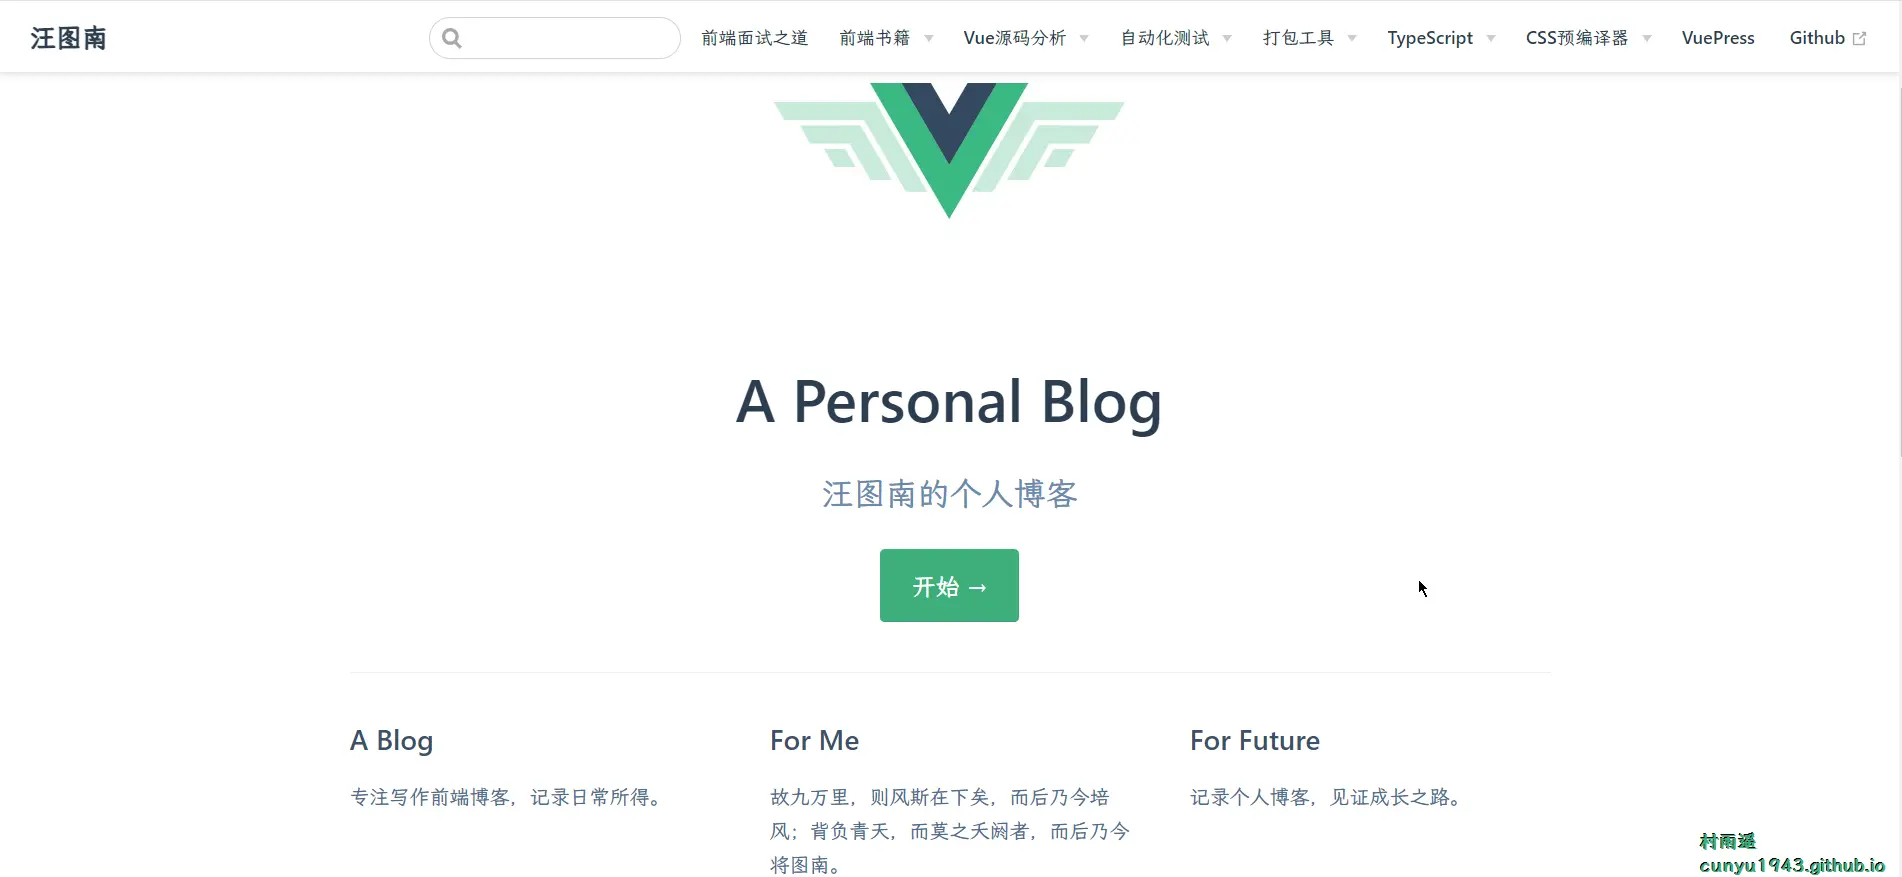 汪图南
前端面试之道 前端书籍 Vue源码分析 自动化测试 打包工具 TypeScript CSS预编译器 VuePress Github
A Personal Blog
汪图南的个人博客
开始 →
A Blog
专注写作前端博客，记录日常所得。
For Me
故九万里，则风斯在下矣，而后乃今培
风；背负青天，而莫之夭阏者，而后乃今
将图南。
For Future
记录个人博客，见证成长之路。
村雨遥
cunyu1943.github.io